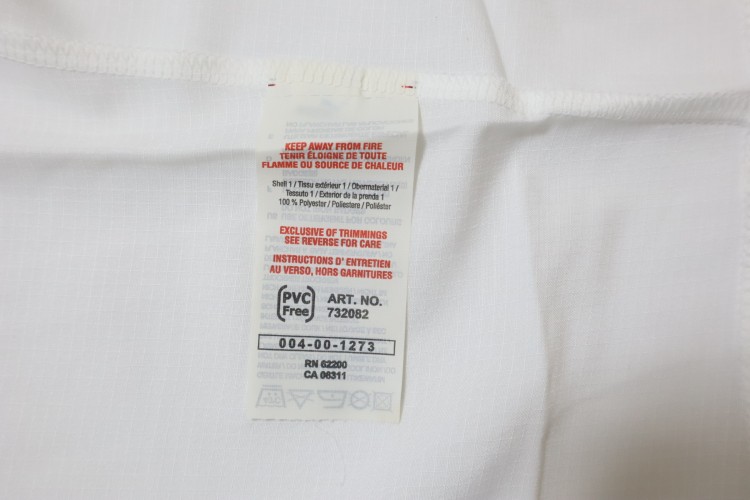 KEEP AWAY FROM FIRE
TENIR ÉLOIGNE DE TOUTE
FLAMME OU SOURCE DE CHALEUR
Shell 1 / Tissu extérieur 1 / Obermaterial 1 /
Tessuto 1 / Exterior de la prenda 1
100 % Polyester / Poliestere / Poliéster
EXCLUSIVE OF TRIMMINGS
SEE REVERSE FOR CARE
INSTRUCTIONS D' ENTRETIEN
AU VERSO, HORS GARNITURES
PVC
Free
ART. NO.
732082
004-00-1273
RN 62200
CA 06311